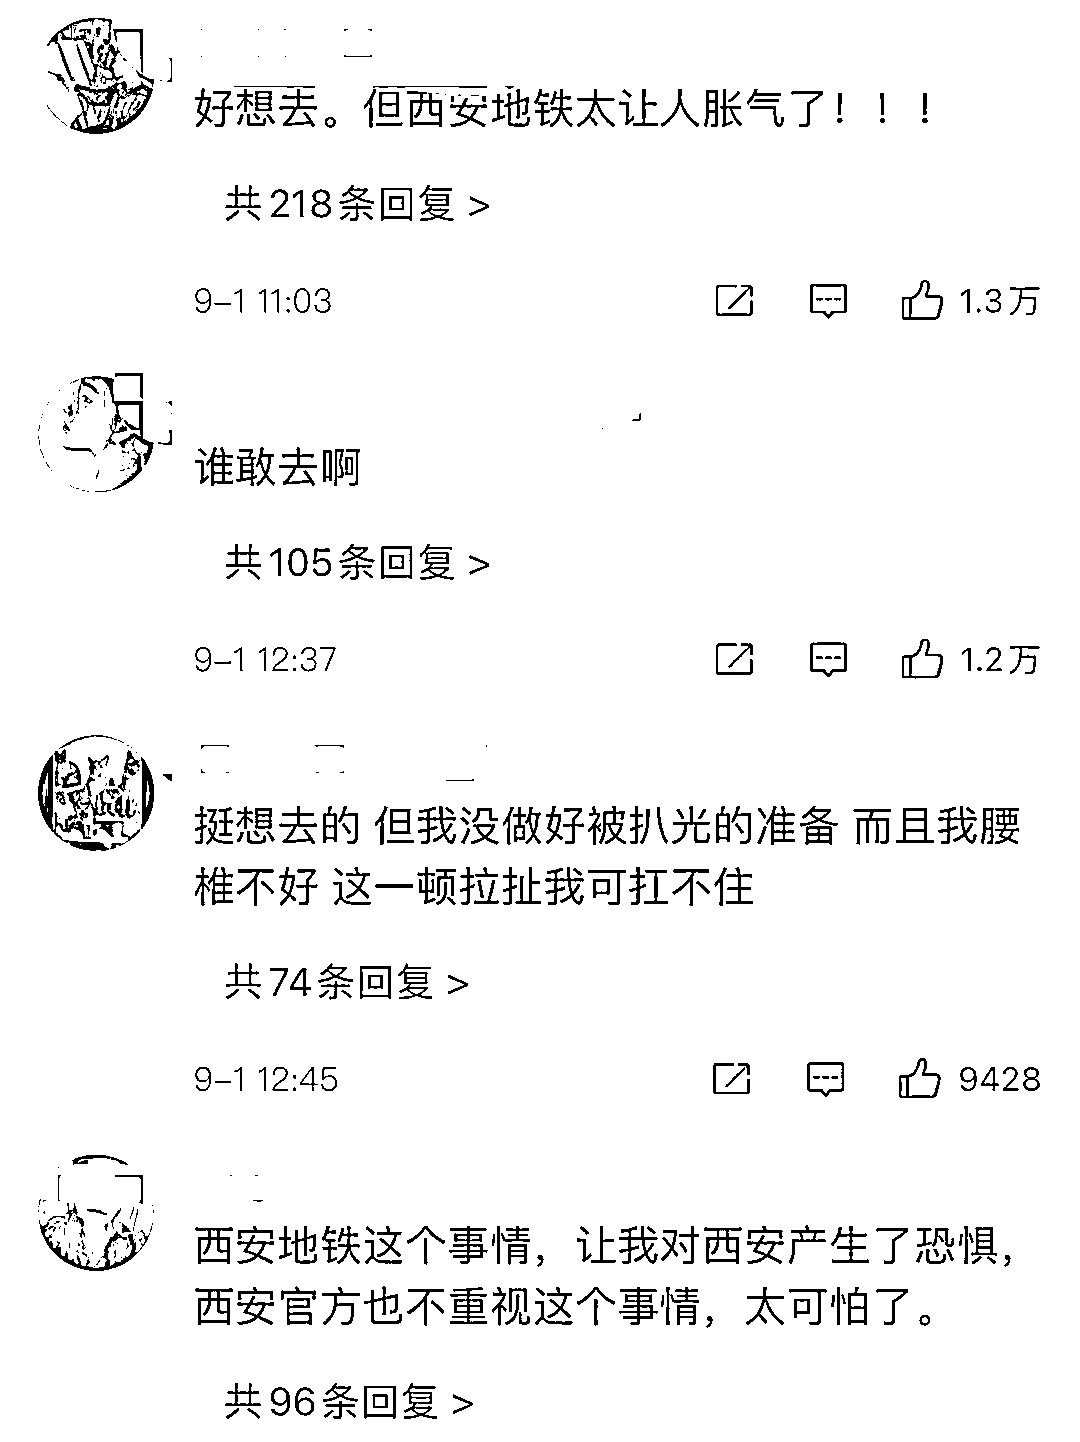 好想去。但西安地铁太让人胀气了！！！
共218条回复 >
9-1 11:03
1.3万
谁敢去啊
共105条回复 >
9-1 12:37
1.2万
挺想去的 但我没做好被扒光的准备 而且我腰
椎不好 这一顿拉扯我可扛不住
共74条回复 >
9-1 12:45
9428
西安地铁这个事情，让我对西安产生了恐惧，
西安官方也不重视这个事情，太可怕了。
共96条回复 >